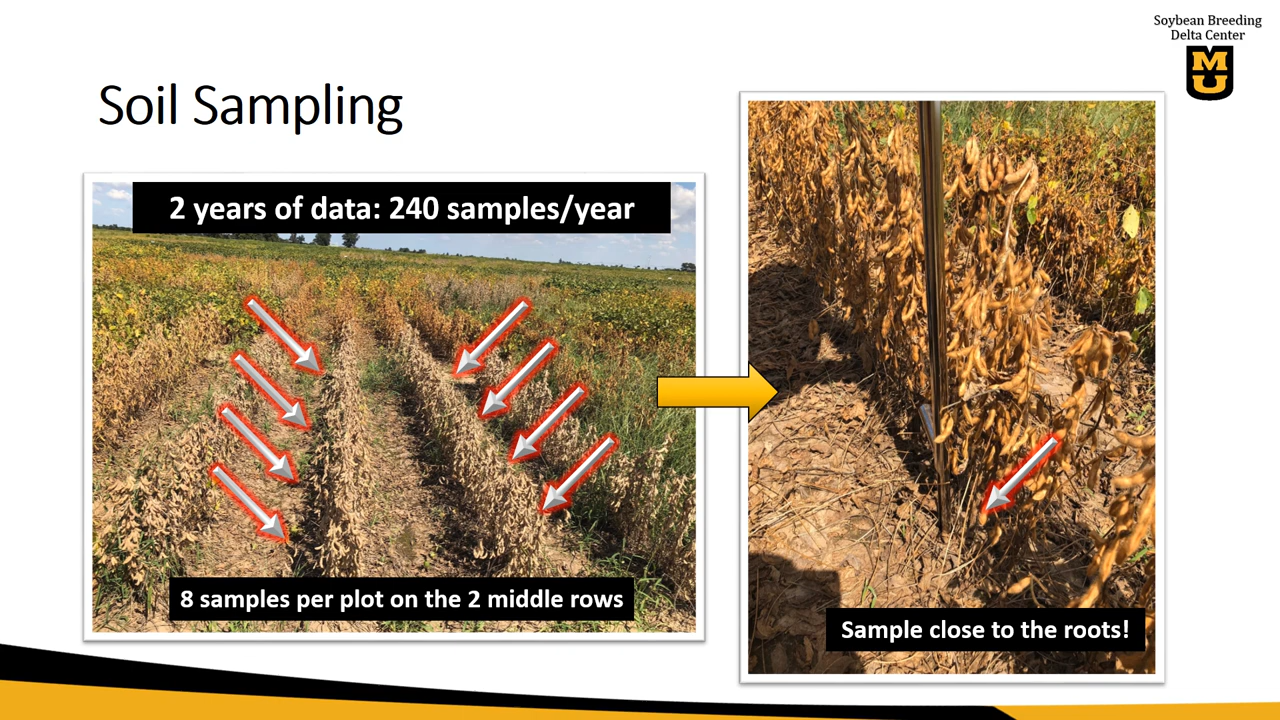 Soybean Breeding
Delta Center
MU
Soil Sampling
2 years of data: 240 samples/year
8 samples per plot on the 2 middle rows
Sample close to the roots!